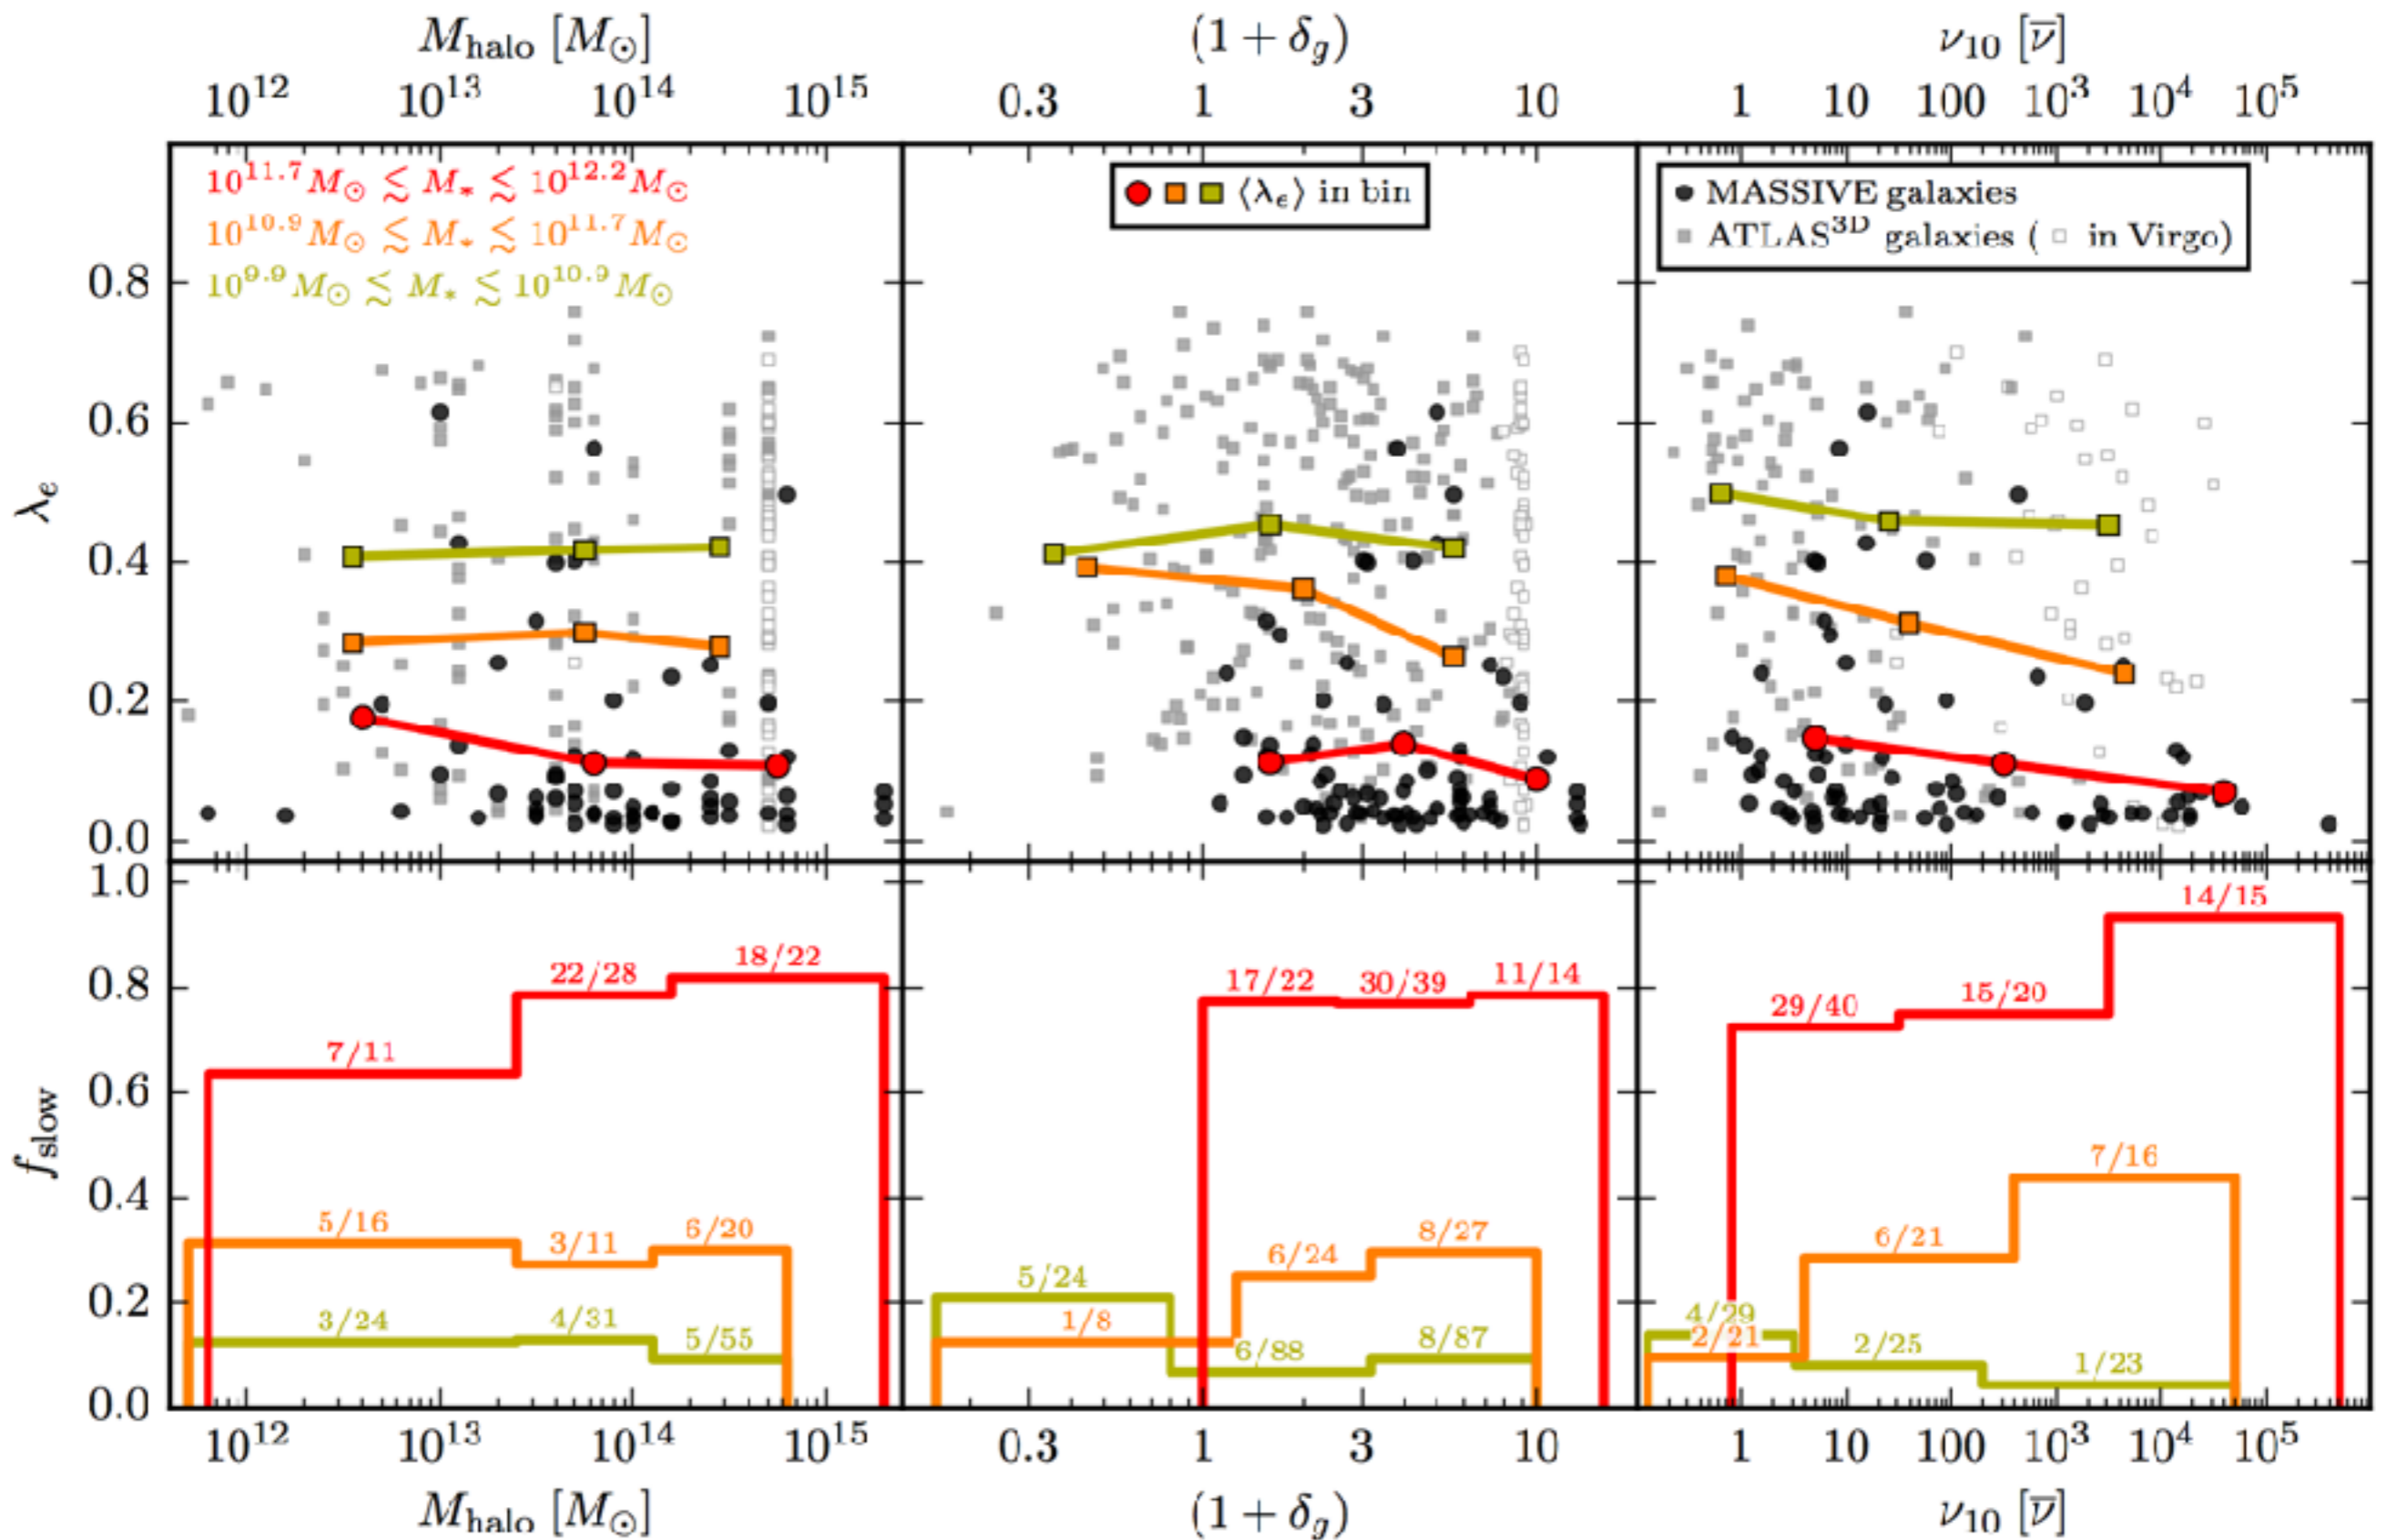 M_halo [M_⊙] (1 + δ_g) ν_10 [ν̅]
10^12 10^13 10^14 10^15 0.3 1 3 10 1 10 100 10^3 10^4 10^5
10^11.7 M_⊙ ≲ M_* ≲ 10^12.2 M_⊙
10^10.9 M_⊙ ≲ M_* ≲ 10^11.7 M_⊙
10^9.9 M_⊙ ≲ M_* ≲ 10^10.9 M_⊙
⟨λ_e⟩ in bin
MASSIVE galaxies
ATLAS^3D galaxies ( in Virgo)
λ_e
0.8
0.6
0.4
0.2
0.0
f_slow
1.0
0.8
0.6
0.4
0.2
0.0
7/11 22/28 18/22
5/16 3/11 6/20
3/24 4/31 5/55
17/22 30/39 11/14
5/24 6/24 8/27
1/8 6/88 8/87
29/40 15/20 14/15
6/21 7/16
4/29
2/21 2/25 1/23
10^12 10^13 10^14 10^15 0.3 1 3 10 1 10 100 10^3 10^4 10^5
M_halo [M_⊙] (1 + δ_g) ν_10 [ν̅]